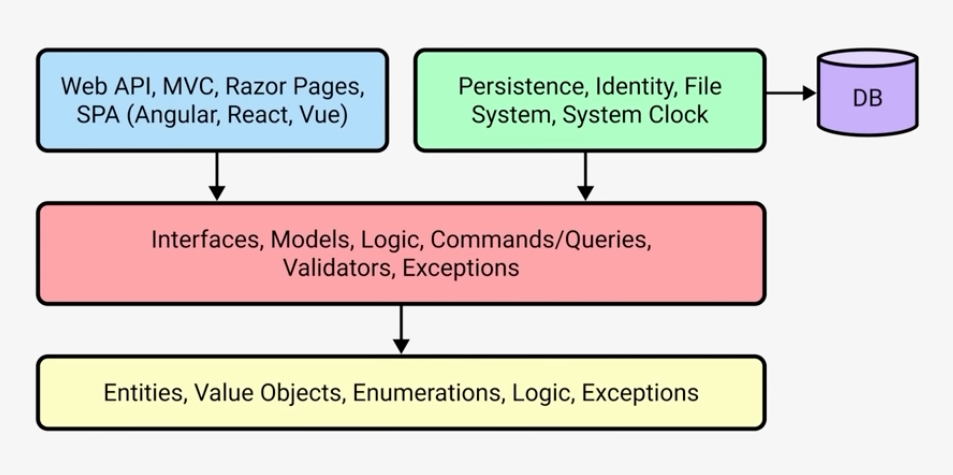 Web API, MVC, Razor Pages,
SPA (Angular, React, Vue)
Persistence, Identity, File
System, System Clock
DB
Interfaces, Models, Logic, Commands/Queries,
Validators, Exceptions
Entities, Value Objects, Enumerations, Logic, Exceptions